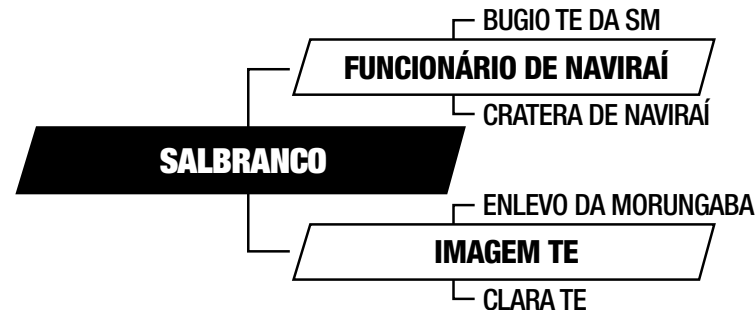 BUGIO TE DA SM
FUNCIONÁRIO DE NAVIRAÍ
CRATERA DE NAVIRAÍ
SALBRANCO
ENLEVO DA MORUNGABA
IMAGEM TE
CLARA TE